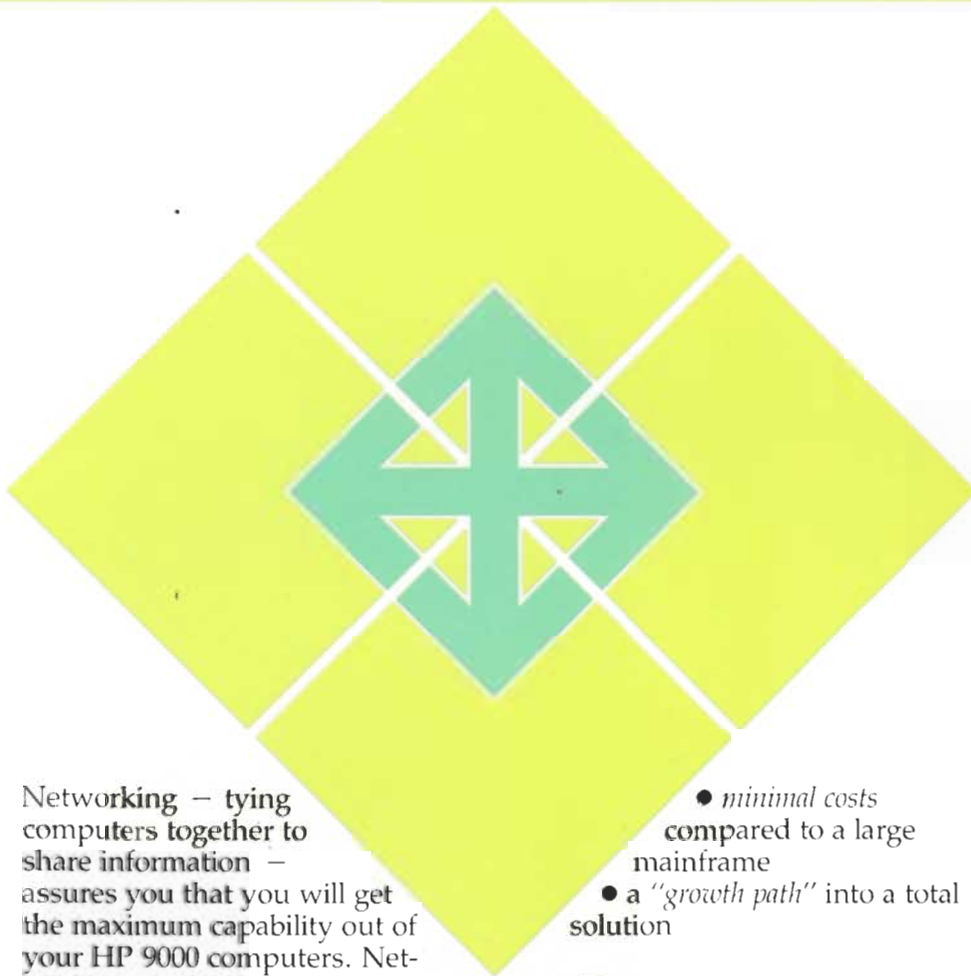 Networking – tying
computers together to
share information –
assures you that you will get
the maximum capability out of
your HP 9000 computers. Net-
● minimal costs
compared to a large
mainframe
● a "growth path" into a total
solution